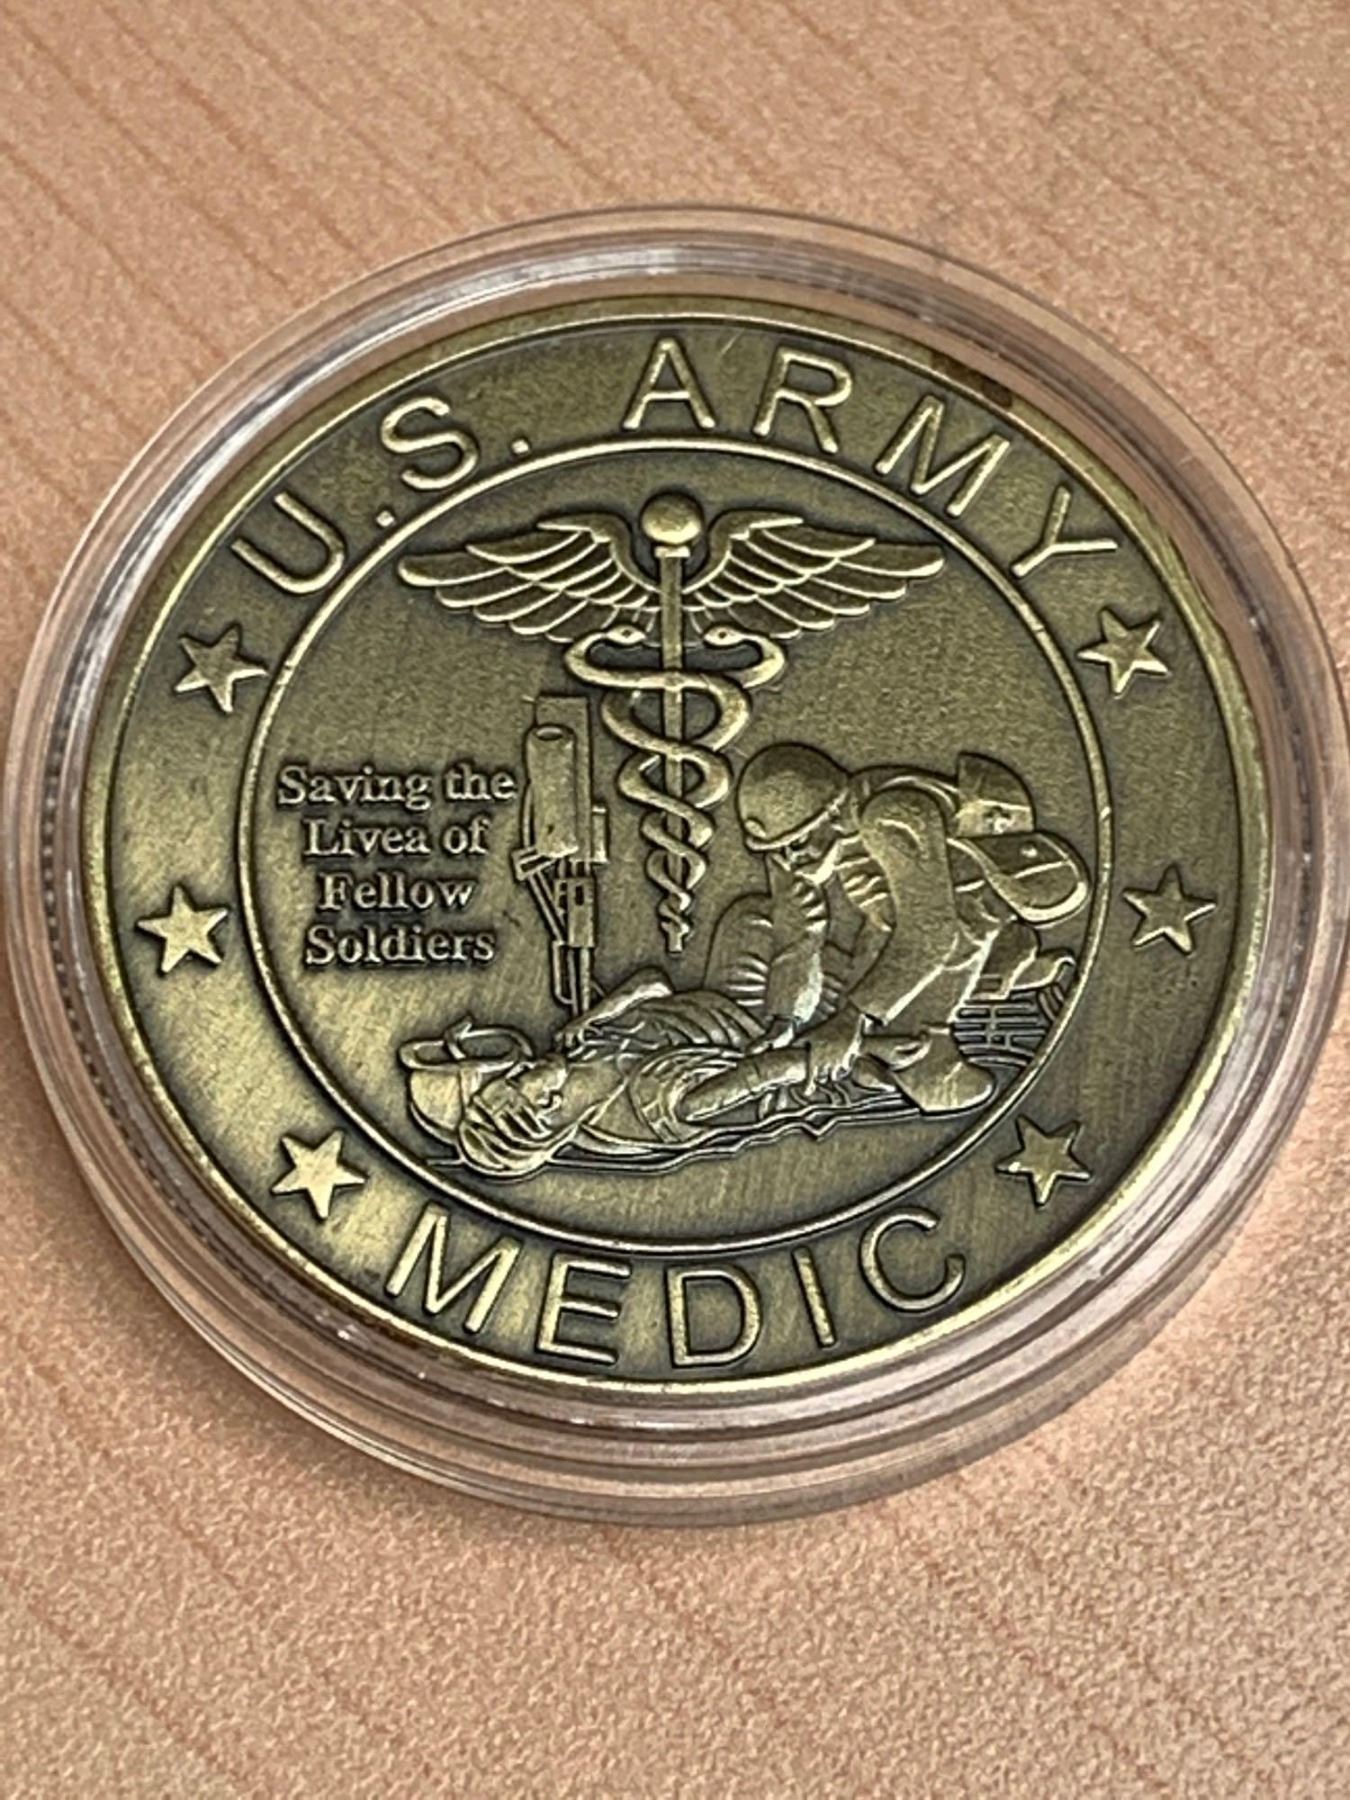 U.S. ARMY
Saving the
Livea of
Fellow
Soldiers
MEDIC